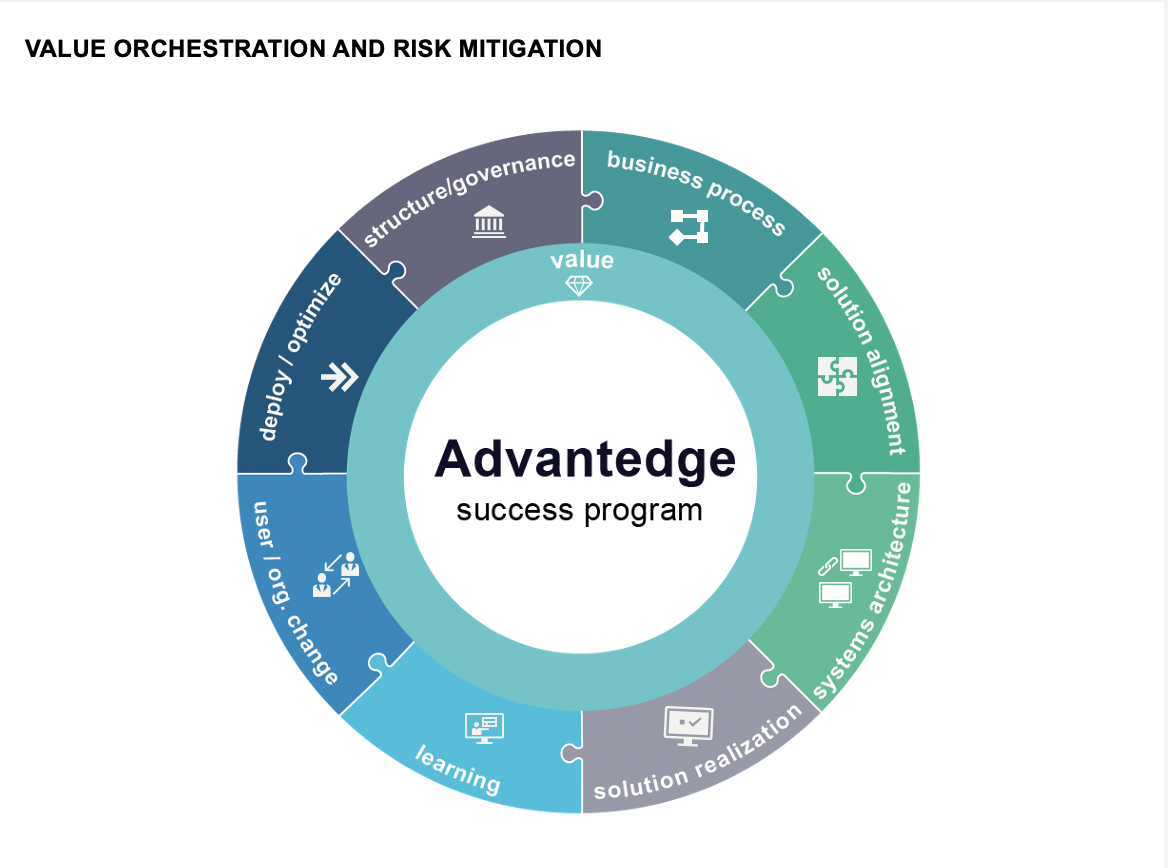 VALUE ORCHESTRATION AND RISK MITIGATION
structure/governance
business process
solution alignment
systems architecture
solution realization
learning
user / org. change
deploy / optimize
value
Advantedge
success program